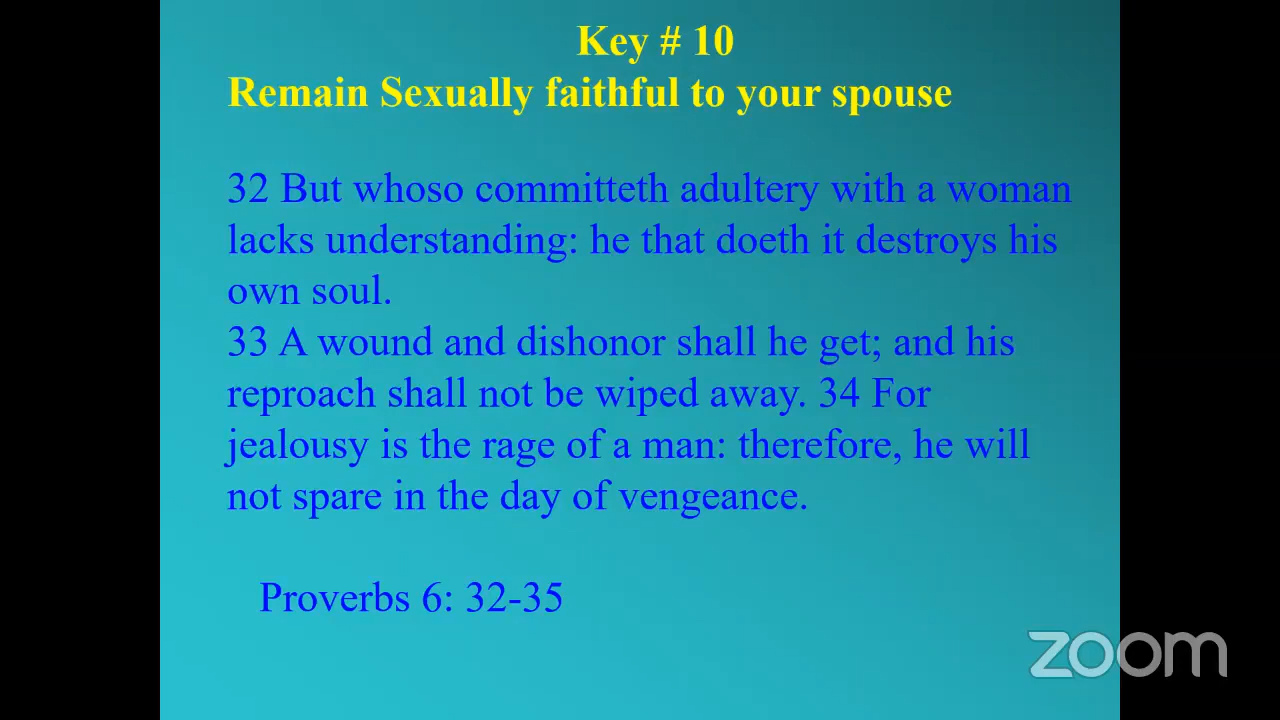 Key # 10
Remain Sexually faithful to your spouse
32 But whoso committeth adultery with a woman
lacks understanding: he that doeth it destroys his
own soul.
33 A wound and dishonor shall he get; and his
reproach shall not be wiped away. 34 For
jealousy is the rage of a man: therefore, he will
not spare in the day of vengeance.
Proverbs 6: 32-35
zoom